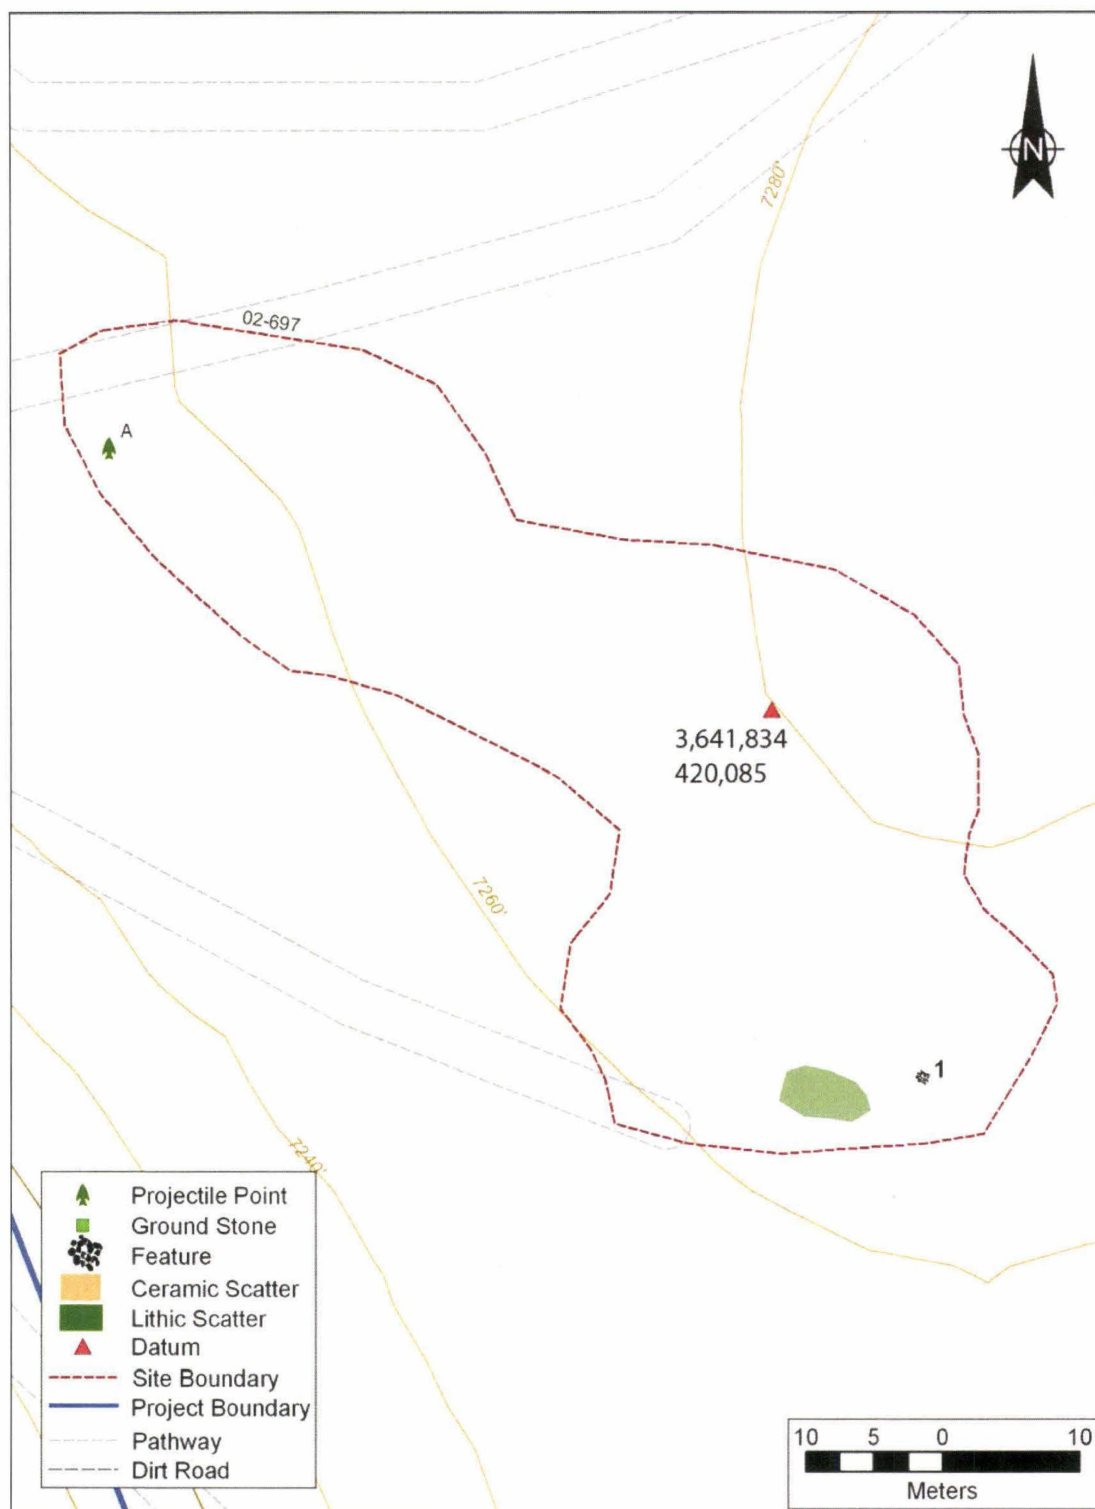 N
7280'
02-697
A
3,641,834
420,085
7260'
1
7240'
Projectile Point
Ground Stone
Feature
Ceramic Scatter
Lithic Scatter
Datum
Site Boundary
Project Boundary
Pathway
Dirt Road
10 5 0 10
Meters